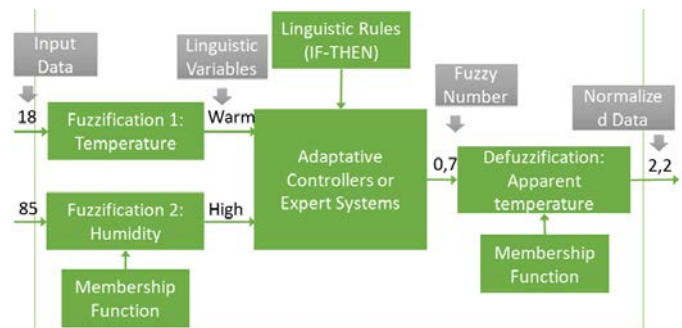 Input
Data
Linguistic
Variables
Linguistic Rules
(IF-THEN)
Fuzzy
Number
Normalize
d Data
18
Fuzzification 1:
Temperature
Warm
Adaptative
Controllers or
Expert Systems
0,7
Defuzzification:
Apparent
temperature
2,2
85
Fuzzification 2:
Humidity
High
Membership
Function
Membership
Function